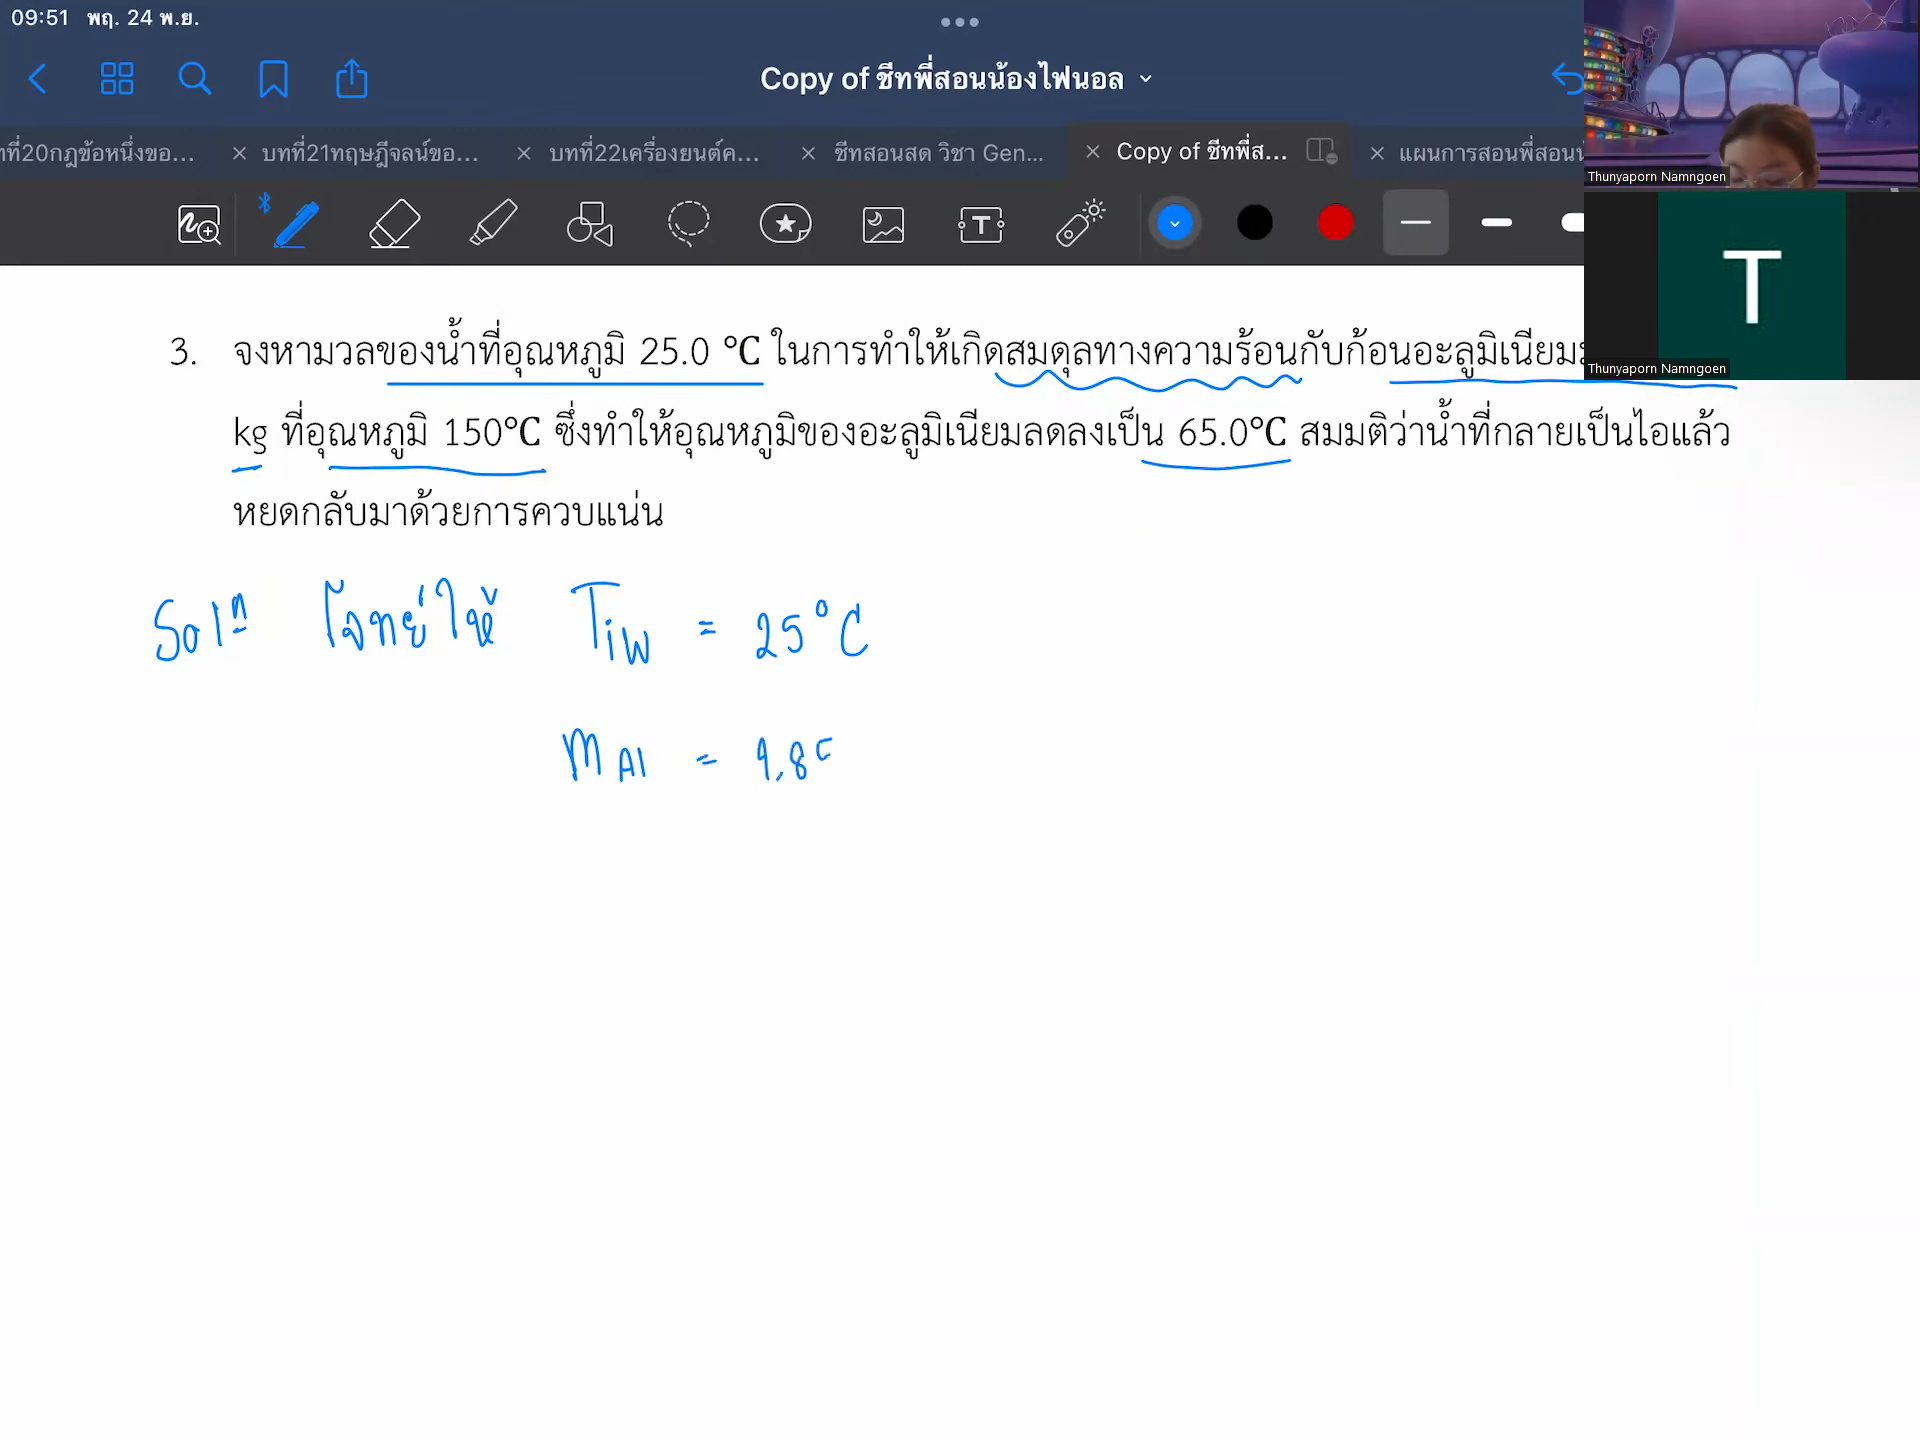 09:51 พฤ. 24 พ.ย.
Copy of ชีทพี่สอนน้องไฟนอล
ที่20กฎข้อหนึ่งขอ... × บทที่21ทฤษฎีจลน์ขอ... × บทที่22เครื่องยนต์ค... × ชีทสอนสด วิชา Gen... × Copy of ชีทพี่ส... × แผนการสอนพี่สอน
Thunyaporn Namngoen
T
Thunyaporn Namngoen
3. จงหามวลของน้ำที่อุณหภูมิ 25.0 °C ในการทำให้เกิดสมดุลทางความร้อนกับก้อนอะลูมิเนียม
kg ที่อุณหภูมิ 150°C ซึ่งทำให้อุณหภูมิของอะลูมิเนียมลดลงเป็น 65.0°C สมมติว่าน้ำที่กลายเป็นไอแล้ว
หยดกลับมาด้วยการควบแน่น
Solⁿ โจทย์ให้ Tiw = 25°C
mAl = 1.8